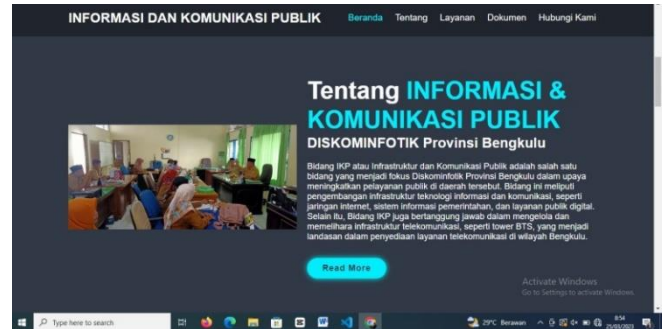 INFORMASI DAN KOMUNIKASI PUBLIK
Beranda Tentang Layanan Dokumen Hubungi Kami
Tentang INFORMASI &
KOMUNIKASI PUBLIK
DISKOMINFOTIK Provinsi Bengkulu
Bidang IKP atau Infrastruktur dan Komunikasi Publik adalah salah satu
bidang yang menjadi fokus Diskominfotik Provinsi Bengkulu dalam upaya
meningkatkan pelayanan publik di daerah tersebut. Bidang ini meliputi
pengembangan infrastruktur teknologi informasi dan komunikasi, seperti
jaringan internet, sistem informasi pemerintahan, dan layanan publik digital.
Selain itu, Bidang IKP juga bertanggung jawab dalam mengelola dan
memelihara infrastruktur telekomunikasi, seperti tower BTS, yang menjadi
landasan dalam penyediaan layanan telekomunikasi di wilayah Bengkulu.
Read More
Activate Windows
Go to Settings to activate Windows.
Type here to search
29°C Berawan
8:54
25/03/2023